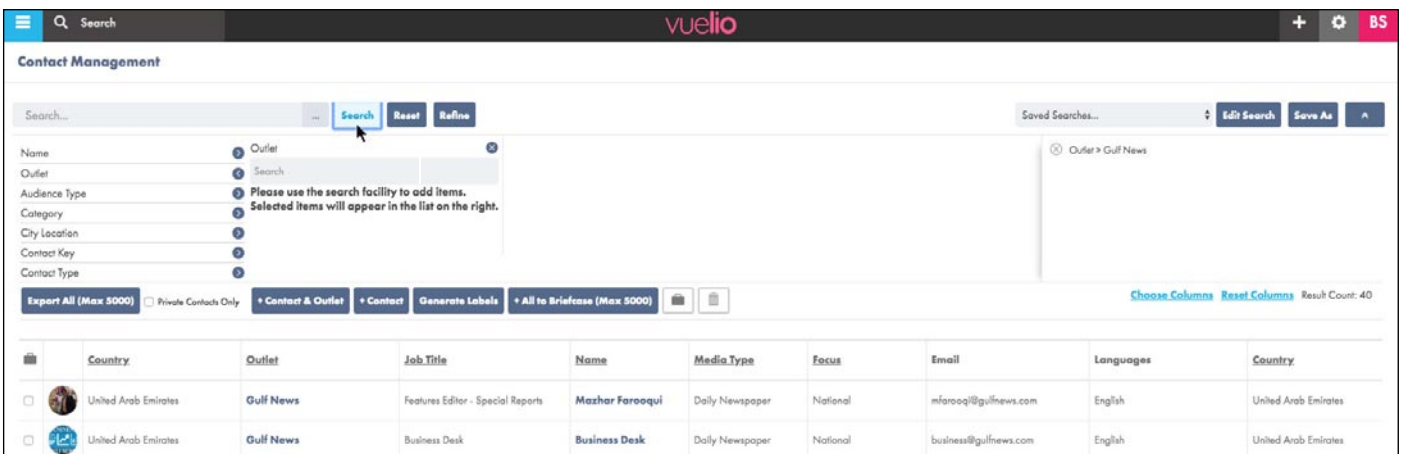 Search vuelio + BS
Contact Management
Search... ... Search Reset Refine Saved Searches... Edit Search Save As
Name Outlet Outlet > Gulf News
Outlet Search
Audience Type Please use the search facility to add items.
Category Selected items will appear in the list on the right.
City Location
Contact Key
Contact Type
Export All (Max 5000) Private Contacts Only + Contact & Outlet + Contact Generate Labels + All to Briefcase (Max 5000) Choose Columns Reset Columns Result Count: 40
Country Outlet Job Title Name Media Type Focus Email Languages Country
United Arab Emirates Gulf News Features Editor - Special Reports Mazhar Farooqui Daily Newspaper National mfarooqi@gulfnews.com English United Arab Emirates
United Arab Emirates Gulf News Business Desk Business Desk Daily Newspaper National business@gulfnews.com English United Arab Emirates